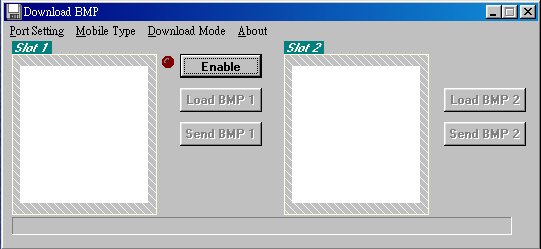 Download BMP
Port Setting Mobile Type Download Mode About
Slot 1 Slot 2
Enable
Load BMP 1 Load BMP 2
Send BMP 1 Send BMP 2